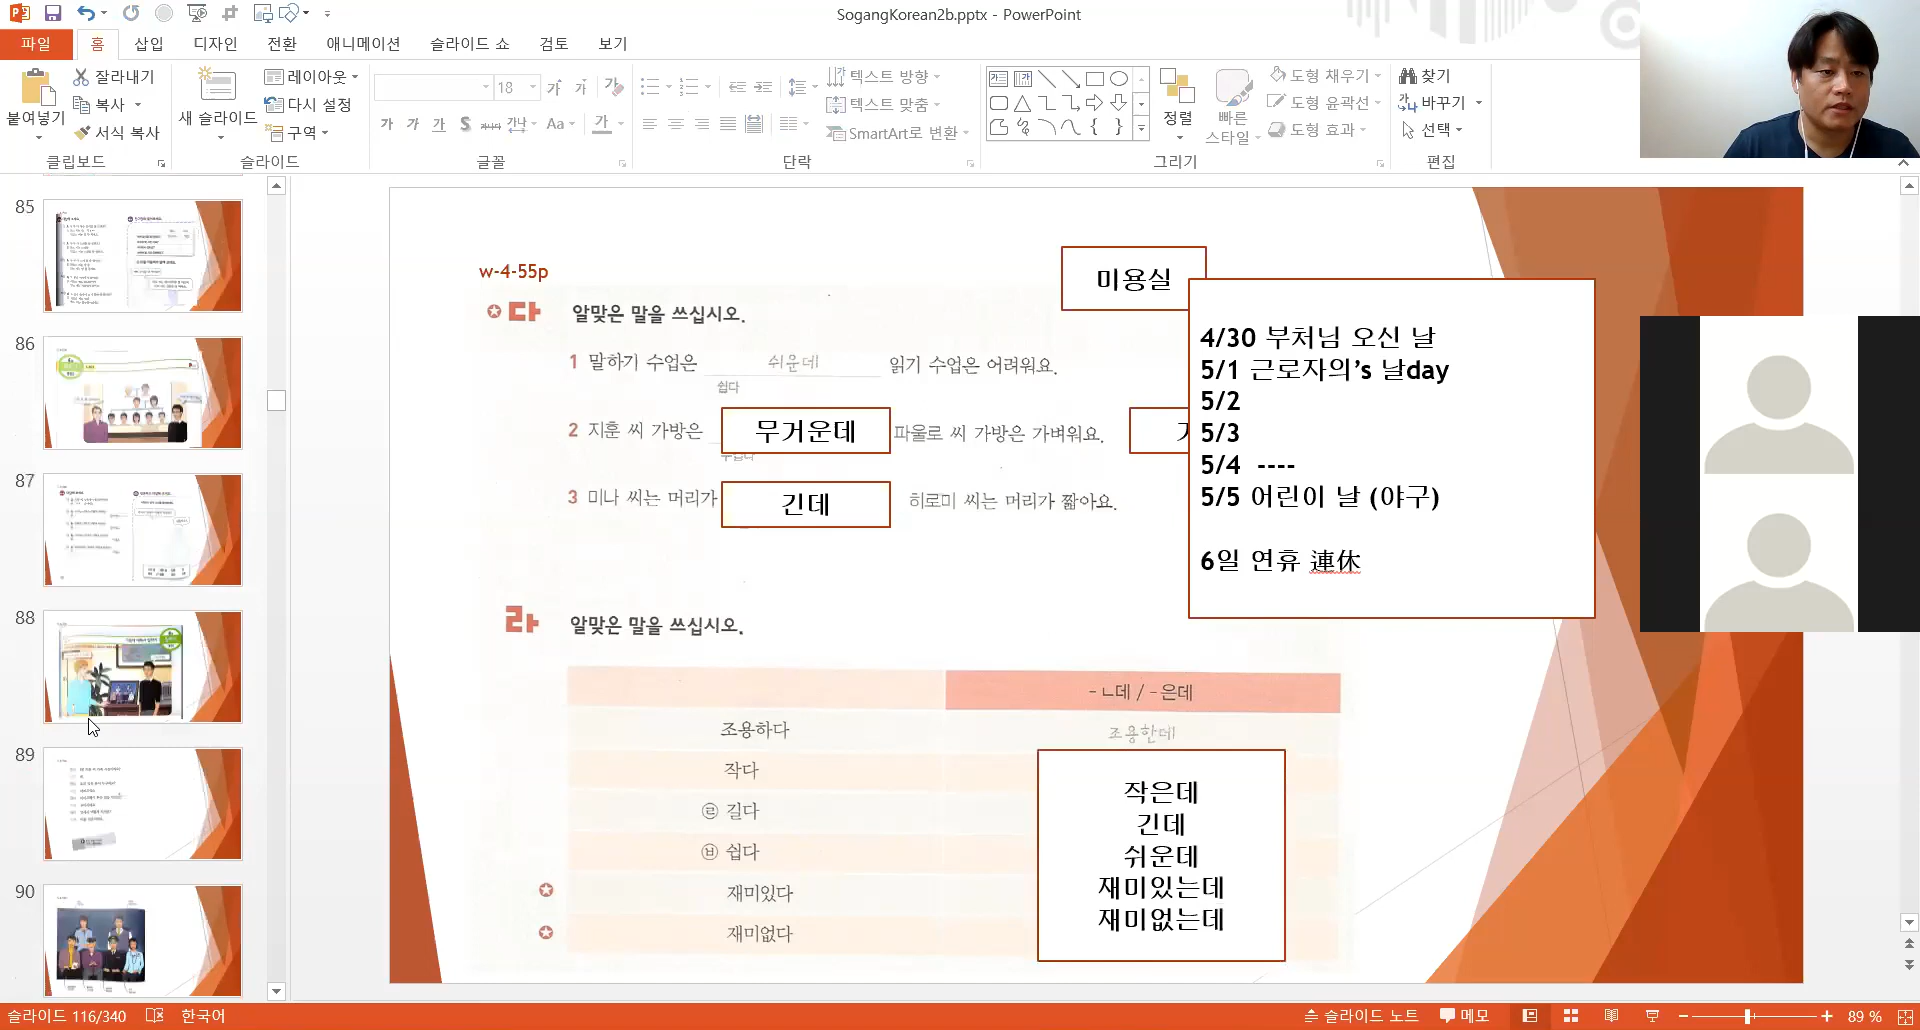 SogangKorean2b.pptx - PowerPoint
파일 홈 삽입 디자인 전환 애니메이션 슬라이드 쇼 검토 보기
붙여넣기
잘라내기
복사
서식 복사
클립보드
새 슬라이드
레이아웃
다시 설정
구역
슬라이드
18
가 가 가 S 가나 Aa 가
글꼴
텍스트 방향
텍스트 맞춤
SmartArt로 변환
단락
정렬
빠른 스타일
도형 채우기
도형 윤곽선
도형 효과
그리기
찾기
바꾸기
선택
편집
85
86
87
88
89
90
w-4-55p
미용실
다 알맞은 말을 쓰십시오.
1 말하기 수업은 쉬운데 읽기 수업은 어려워요.
쉽다
2 지훈 씨 가방은 무거운데 파울로 씨 가방은 가벼워요.
3 미나 씨는 머리가 긴데 히로미 씨는 머리가 짧아요.
4/30 부처님 오신 날
5/1 근로자의's 날day
5/2
5/3
5/4 ----
5/5 어린이 날 (야구)
6일 연휴 連休
라 알맞은 말을 쓰십시오.
-ㄴ데 / -은데
조용하다 조용한데
작다
㉣ 길다
㉥ 쉽다
재미있다
재미없다
작은데
긴데
쉬운데
재미있는데
재미없는데
슬라이드 116/340 한국어 슬라이드 노트 메모 89 %